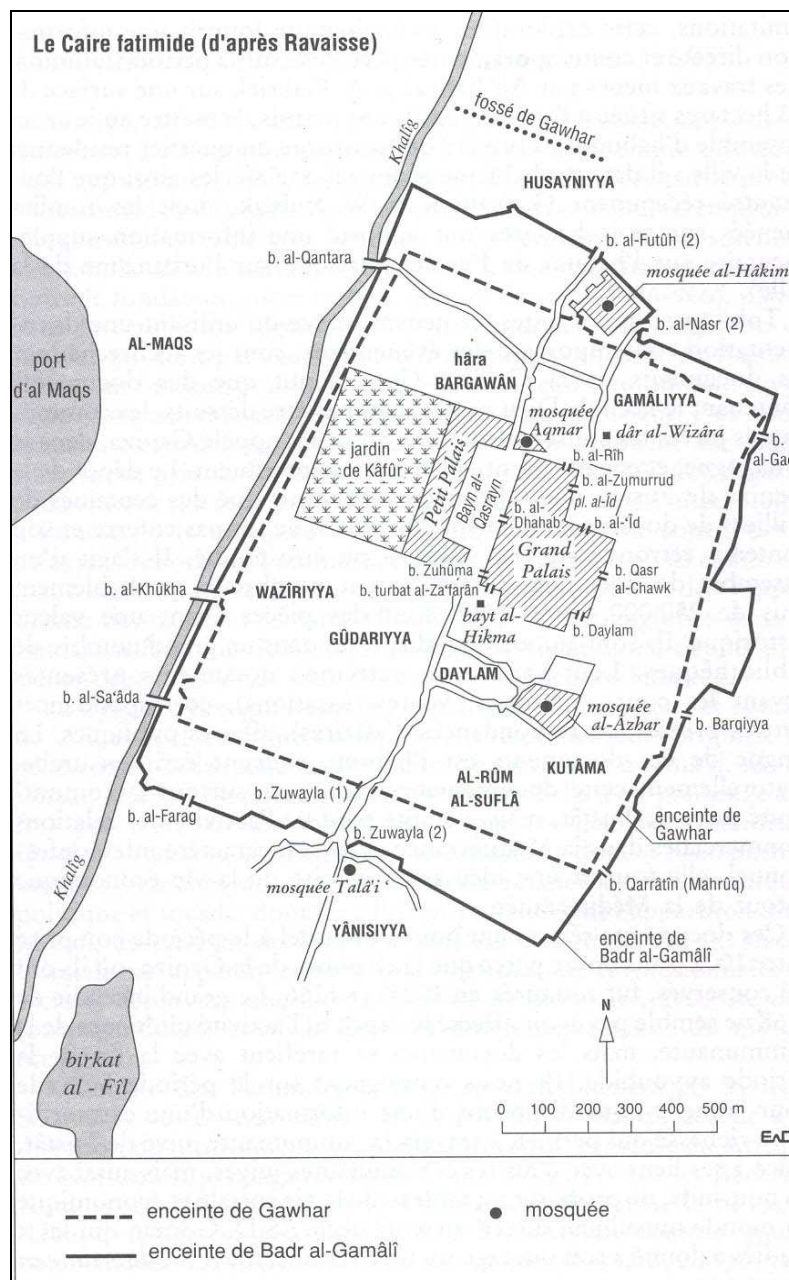 Le Caire fatimide (d'après Ravaisse)
Khalig
fossé de Gawhar
HUSAYNIYYA
b. al-Futûh (2)
b. al-Qantara
mosquée al-Hâkim
b. al-Nasr (2)
AL-MAQS
port
d'al Maqs
hâra
BARGAWÂN
GAMÂLIYYA
mosquée
Aqmar
dâr al-Wizâra
b.
jardin
de Kâfûr
Petit Palais
Bayn al-
Qasrayn
b. al-Rîh
b. al-Zumurrud
pl. al-Îd
b. al-
Dhahab
b. al-'Îd
Grand
Palais
b. Zuhûma
b. Qasr
al-Chawk
b. al-Khûkha
WAZÎRIYYA
b. turbat al-Za'farân
bayt al-
Hikma
b. Daylam
GÛDARIYYA
DAYLAM
b. al-Sa'âda
mosquée
al-Azhar
b. Barqiyya
KUTÂMA
AL-RÛM
AL-SUFLÂ
b. Zuwayla (1)
b. al-Farag
enceinte de
Gawhar
b. Zuwayla (2)
Khalig
mosquée Talâ'i'
b. Qarrâtîn (Mahrûq)
YÂNISIYYA
enceinte de
Badr al-Gamâlî
N
birkat
al-Fîl
0 100 200 300 400 500 m
enceinte de Gawhar
mosquée
enceinte de Badr al-Gamâlî